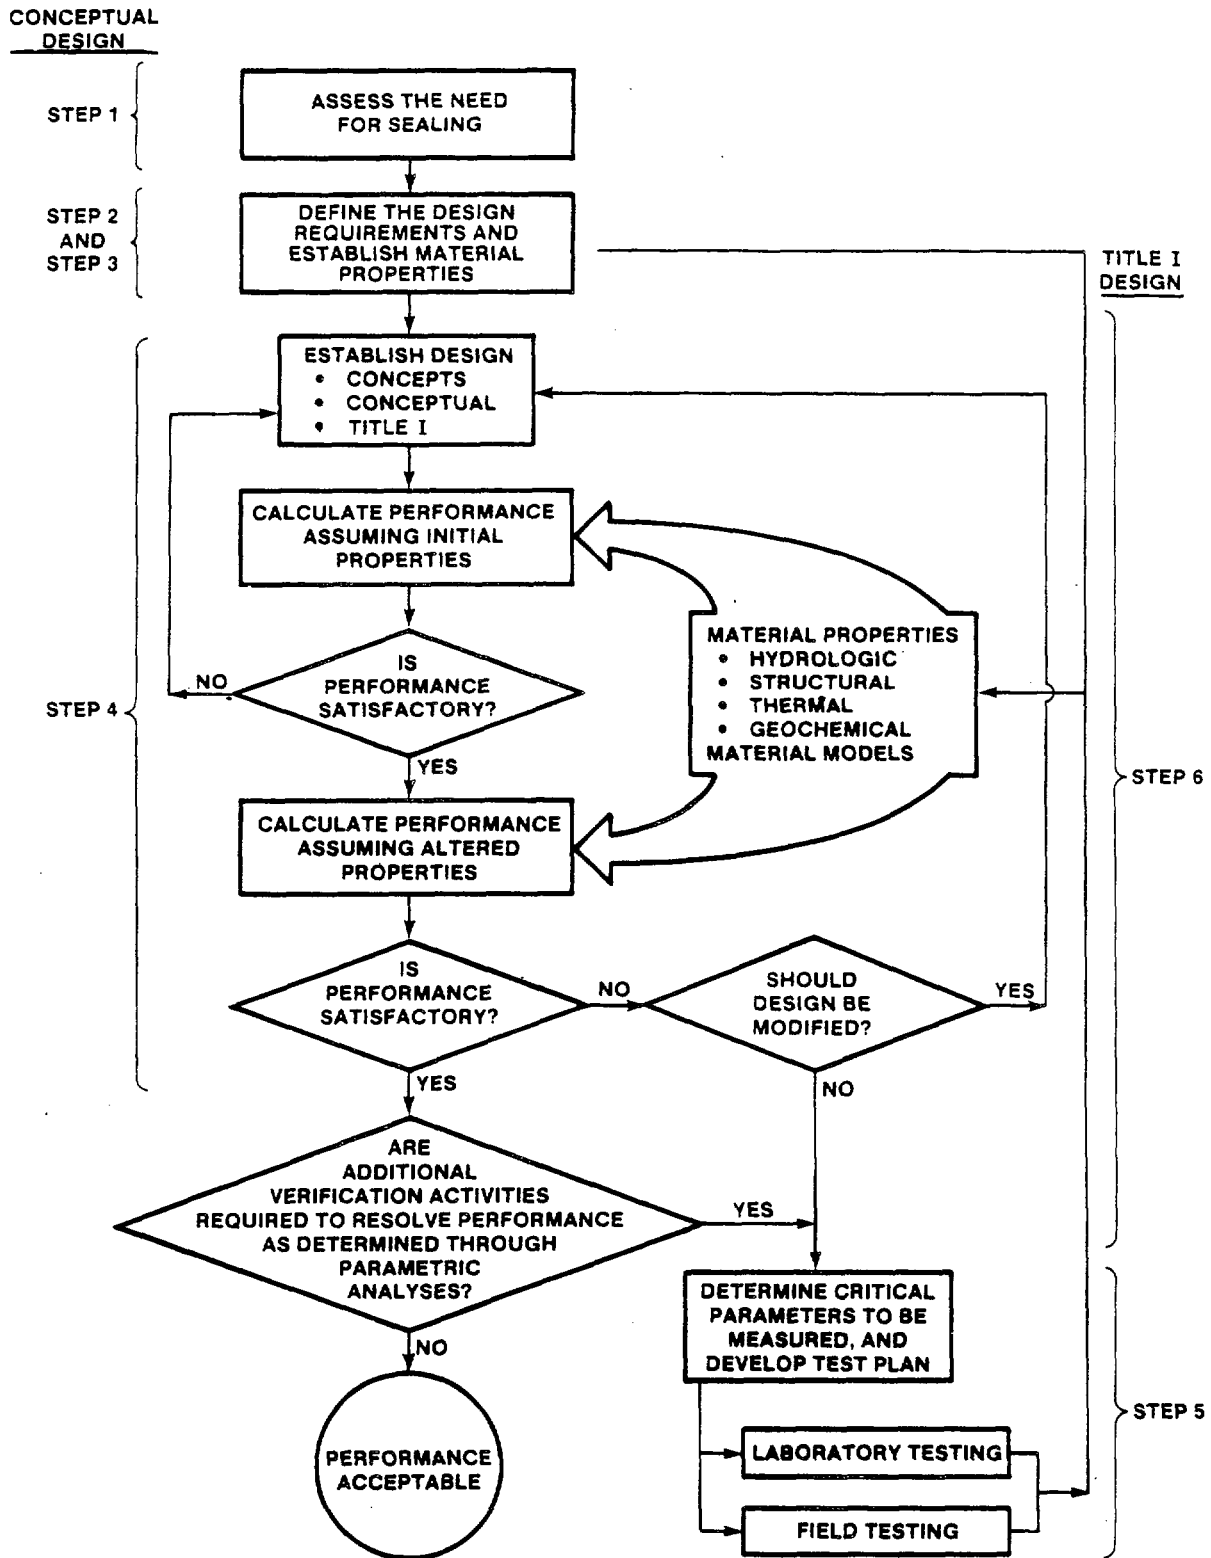 CONCEPTUAL
DESIGN
STEP 1
ASSESS THE NEED
FOR SEALING
STEP 2
AND
STEP 3
DEFINE THE DESIGN
REQUIREMENTS AND
ESTABLISH MATERIAL
PROPERTIES
TITLE I
DESIGN
ESTABLISH DESIGN
• CONCEPTS
• CONCEPTUAL
• TITLE I
CALCULATE PERFORMANCE
ASSUMING INITIAL
PROPERTIES
MATERIAL PROPERTIES
• HYDROLOGIC
• STRUCTURAL
• THERMAL
• GEOCHEMICAL
MATERIAL MODELS
IS
PERFORMANCE
SATISFACTORY?
NO
YES
STEP 4
STEP 6
CALCULATE PERFORMANCE
ASSUMING ALTERED
PROPERTIES
IS
PERFORMANCE
SATISFACTORY?
NO
SHOULD
DESIGN BE
MODIFIED?
YES
YES
NO
ARE
ADDITIONAL
VERIFICATION ACTIVITIES
REQUIRED TO RESOLVE PERFORMANCE
AS DETERMINED THROUGH
PARAMETRIC
ANALYSES?
YES
NO
DETERMINE CRITICAL
PARAMETERS TO BE
MEASURED, AND
DEVELOP TEST PLAN
STEP 5
LABORATORY TESTING
FIELD TESTING
PERFORMANCE
ACCEPTABLE